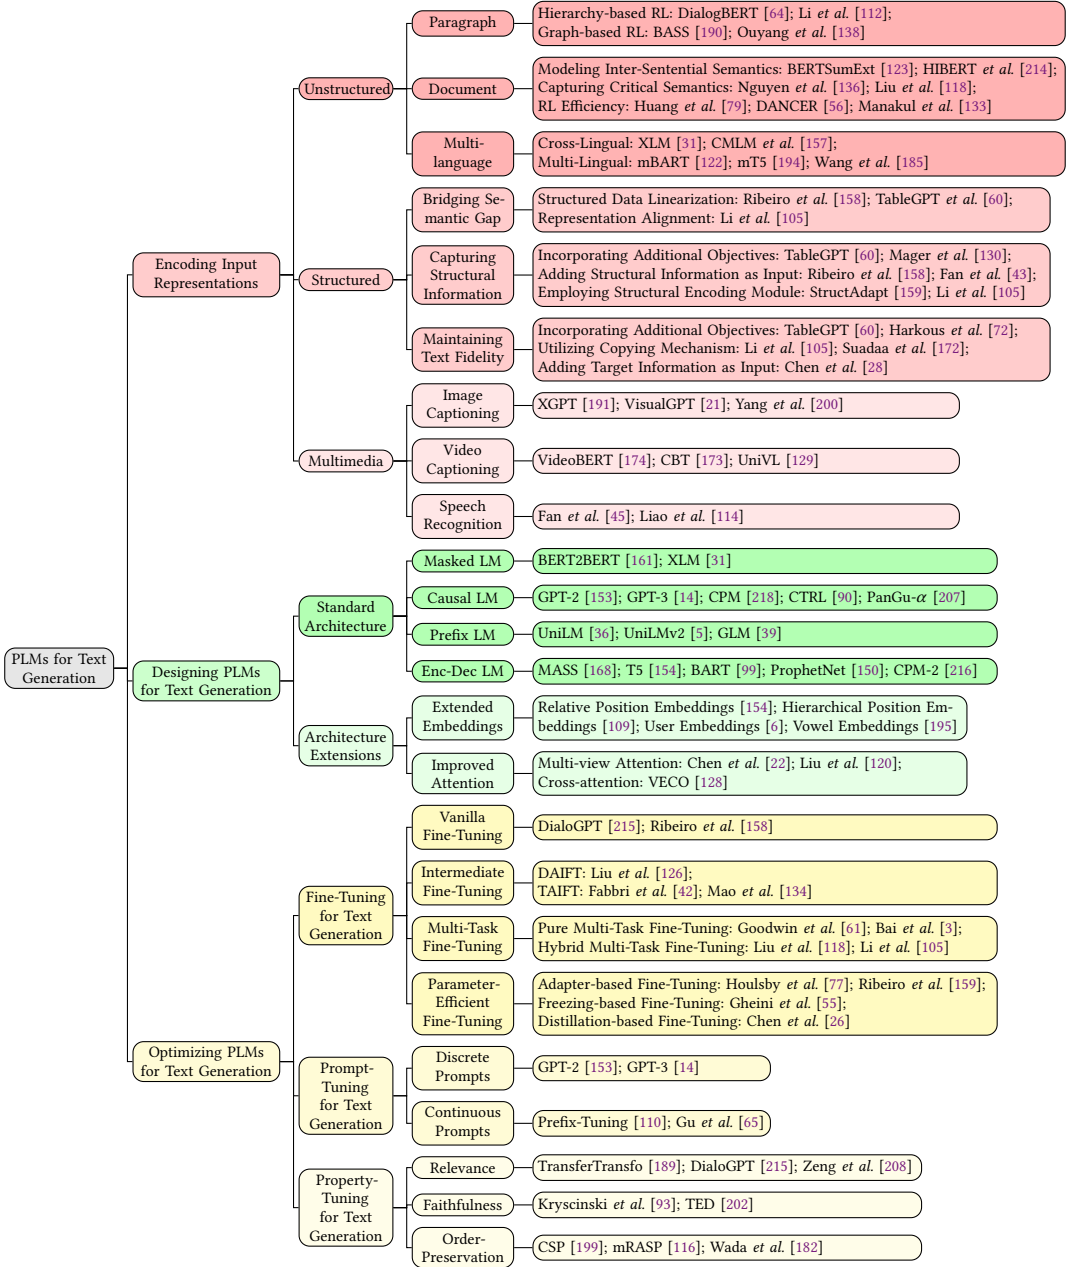 PLMs for Text
Generation
Encoding Input
Representations
Unstructured
Paragraph
Hierarchy-based RL: DialogBERT [64]; Li et al. [112];
Graph-based RL: BASS [190]; Ouyang et al. [138]
Document
Modeling Inter-Sentential Semantics: BERTSumExt [123]; HIBERT et al. [214];
Capturing Critical Semantics: Nguyen et al. [136]; Liu et al. [118];
RL Efficiency: Huang et al. [79]; DANCER [56]; Manakul et al. [133]
Multi-
language
Cross-Lingual: XLM [31]; CMLM et al. [157];
Multi-Lingual: mBART [122]; mT5 [194]; Wang et al. [185]
Structured
Bridging Se-
mantic Gap
Structured Data Linearization: Ribeiro et al. [158]; TableGPT et al. [60];
Representation Alignment: Li et al. [105]
Capturing
Structural
Information
Incorporating Additional Objectives: TableGPT [60]; Mager et al. [130];
Adding Structural Information as Input: Ribeiro et al. [158]; Fan et al. [43];
Employing Structural Encoding Module: StructAdapt [159]; Li et al. [105]
Maintaining
Text Fidelity
Incorporating Additional Objectives: TableGPT [60]; Harkous et al. [72];
Utilizing Copying Mechanism: Li et al. [105]; Suadaa et al. [172];
Adding Target Information as Input: Chen et al. [28]
Multimedia
Image
Captioning
XGPT [191]; VisualGPT [21]; Yang et al. [200]
Video
Captioning
VideoBERT [174]; CBT [173]; UniVL [129]
Speech
Recognition
Fan et al. [45]; Liao et al. [114]
Designing PLMs
for Text Generation
Standard
Architecture
Masked LM
BERT2BERT [161]; XLM [31]
Causal LM
GPT-2 [153]; GPT-3 [14]; CPM [218]; CTRL [90]; PanGu-α [207]
Prefix LM
UniLM [36]; UniLMv2 [5]; GLM [39]
Enc-Dec LM
MASS [168]; T5 [154]; BART [99]; ProphetNet [150]; CPM-2 [216]
Architecture
Extensions
Extended
Embeddings
Relative Position Embeddings [154]; Hierarchical Position Em-
beddings [109]; User Embeddings [6]; Vowel Embeddings [195]
Improved
Attention
Multi-view Attention: Chen et al. [22]; Liu et al. [120];
Cross-attention: VECO [128]
Optimizing PLMs
for Text Generation
Fine-Tuning
for Text
Generation
Vanilla
Fine-Tuning
DialoGPT [215]; Ribeiro et al. [158]
Intermediate
Fine-Tuning
DAIFT: Liu et al. [126];
TAIFT: Fabbri et al. [42]; Mao et al. [134]
Multi-Task
Fine-Tuning
Pure Multi-Task Fine-Tuning: Goodwin et al. [61]; Bai et al. [3];
Hybrid Multi-Task Fine-Tuning: Liu et al. [118]; Li et al. [105]
Parameter-
Efficient
Fine-Tuning
Adapter-based Fine-Tuning: Houlsby et al. [77]; Ribeiro et al. [159];
Freezing-based Fine-Tuning: Gheini et al. [55];
Distillation-based Fine-Tuning: Chen et al. [26]
Prompt-
Tuning
for Text
Generation
Discrete
Prompts
GPT-2 [153]; GPT-3 [14]
Continuous
Prompts
Prefix-Tuning [110]; Gu et al. [65]
Property-
Tuning
for Text
Generation
Relevance
TransferTransfo [189]; DialoGPT [215]; Zeng et al. [208]
Faithfulness
Kryscinski et al. [93]; TED [202]
Order-
Preservation
CSP [199]; mRASP [116]; Wada et al. [182]